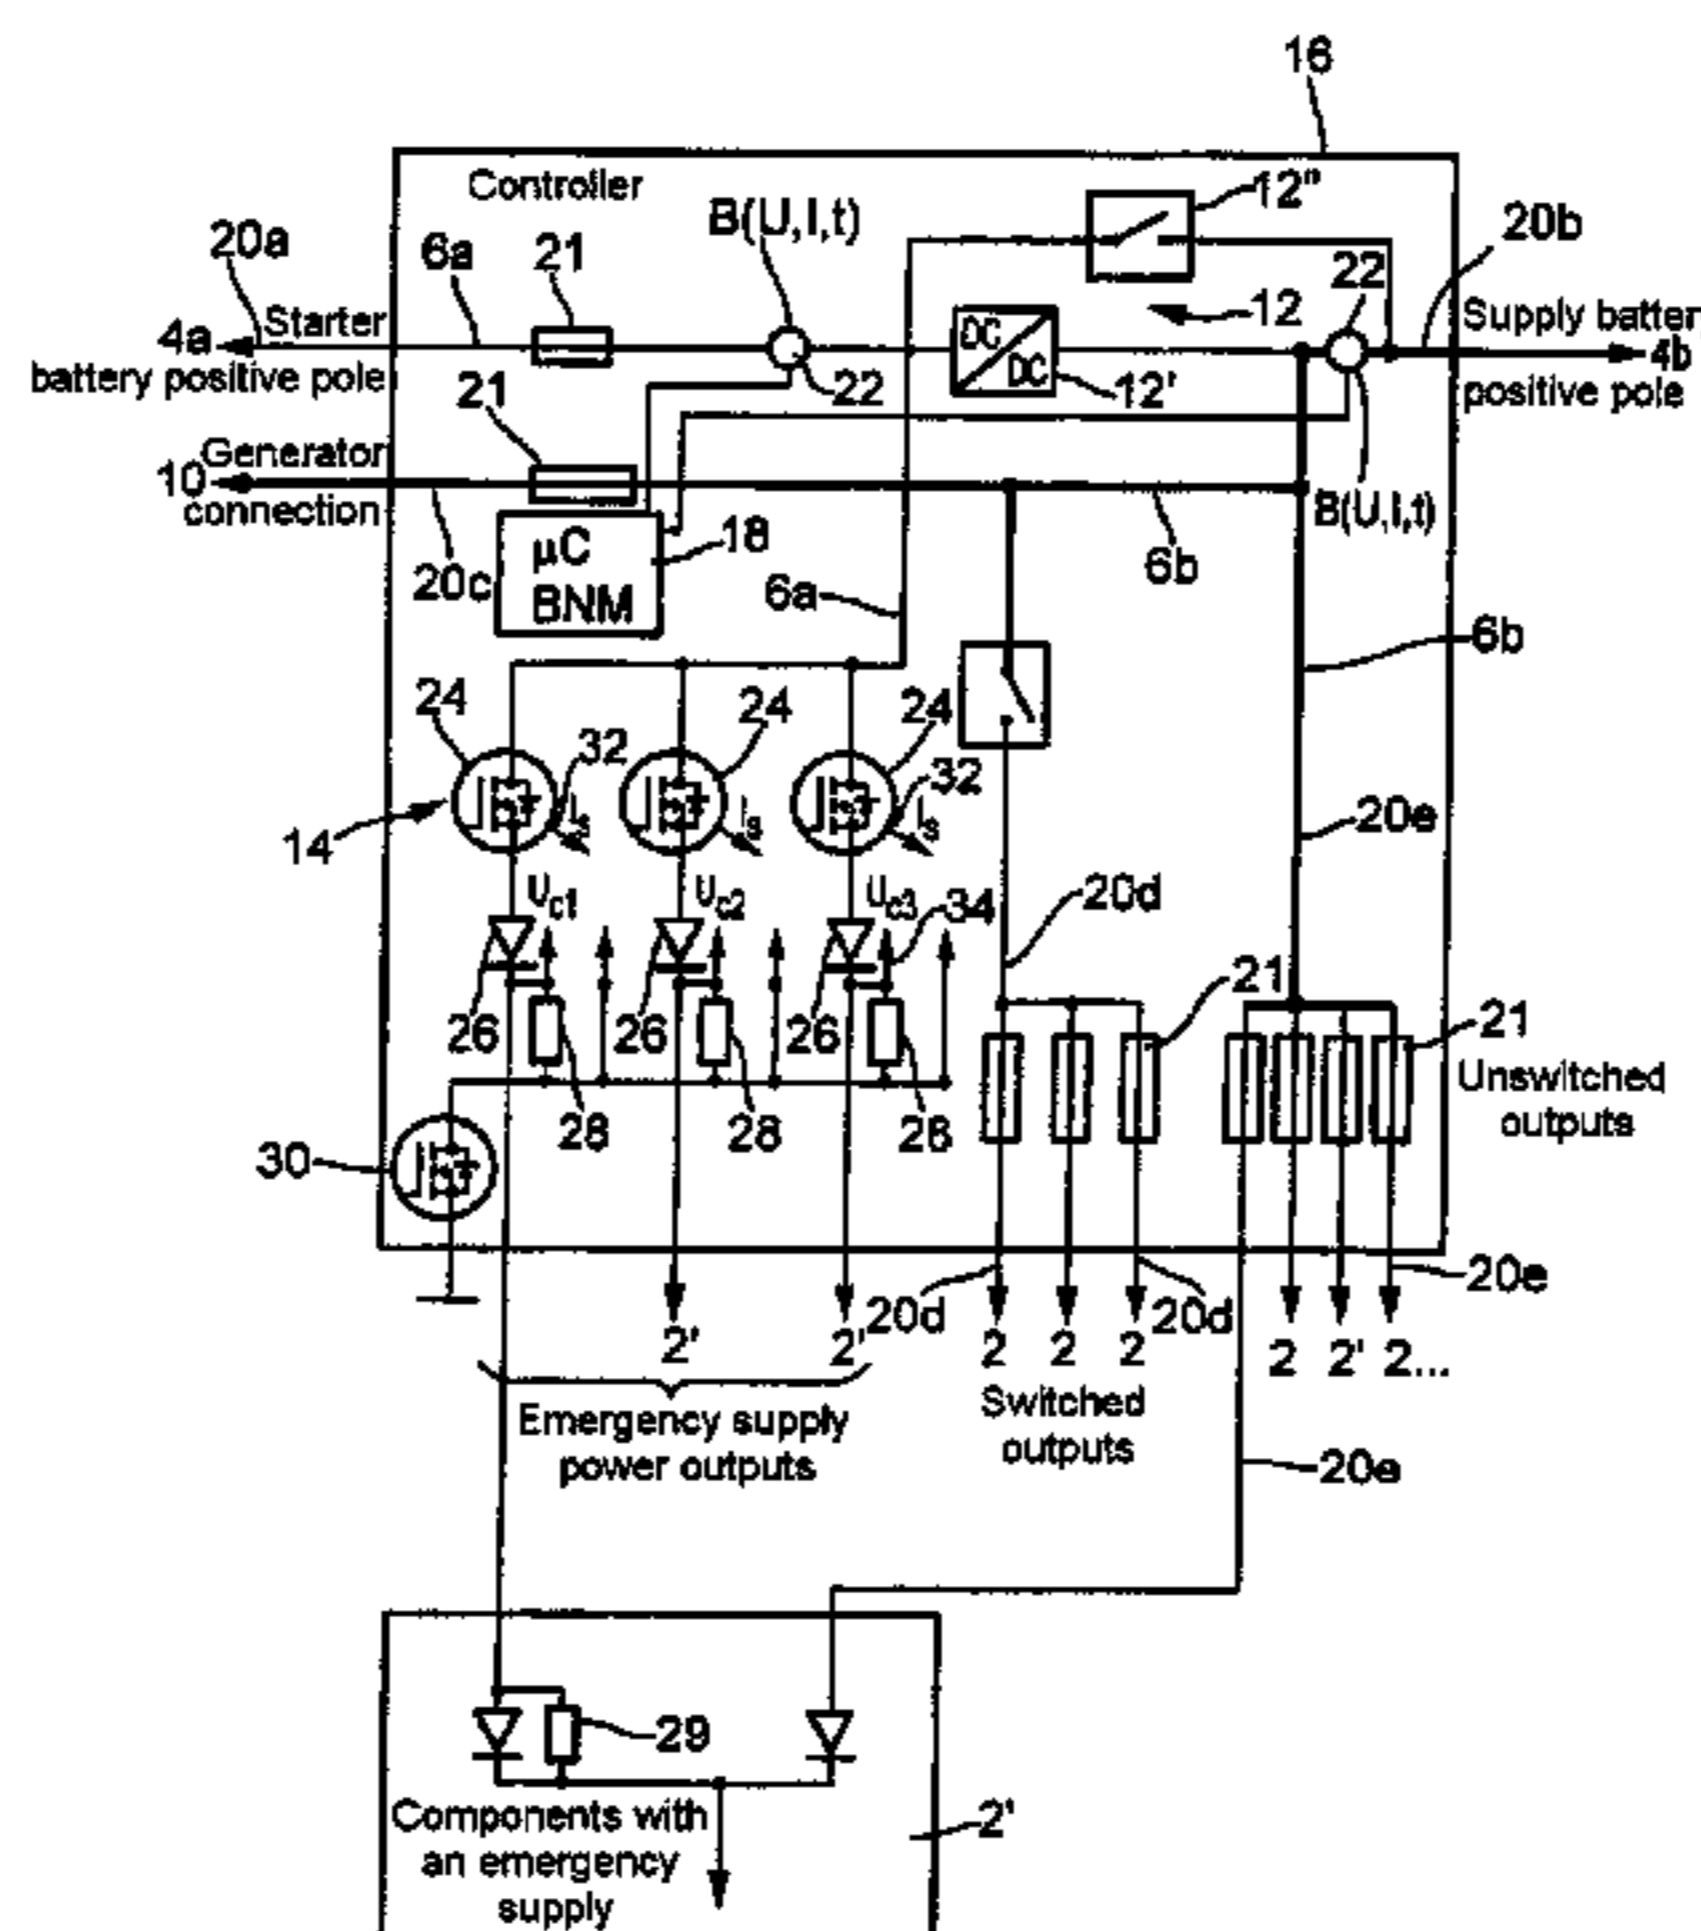 16
Controller
12"
B(U,I,t)
20a
6a
21
20b
22
12
Starter
4a
battery positive pole
DC
DC
Supply batter
4b
positive pole
22
12'
21
Generator
10
connection
B(U,I,t)
18
µC
BNM
20c
6b
6a
6b
24
24
24
32
32
Is
Is
Is
14
20e
Uc1
Uc2
Uc3
34
20d
21
26
26
26
21
Unswitched
outputs
28
28
28
30
20e
20d
20d
2'
2'
2
2
2
2
2'
2...
Emergency supply
power outputs
Switched
outputs
20e
29
Components with
an emergency
supply
2'